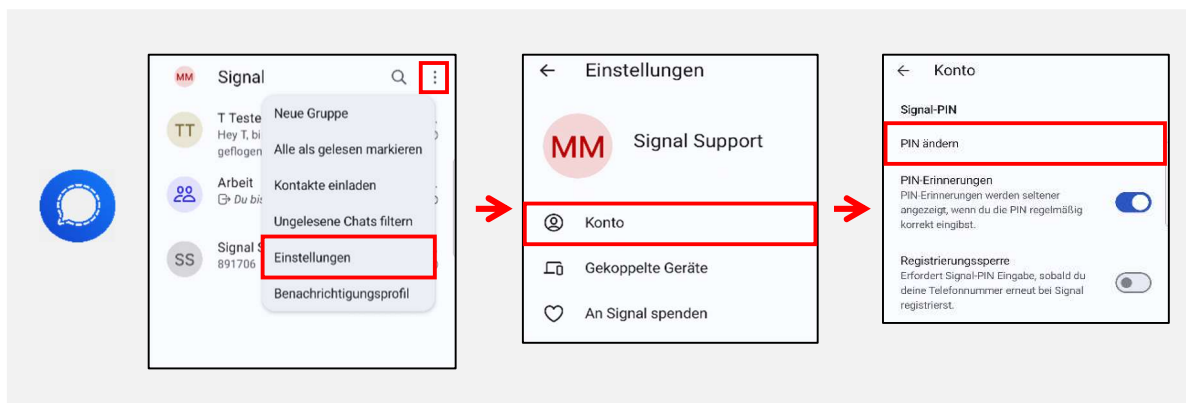 MM Signal
TT
T Teste
Hey T, bi
geflogen
Arbeit
Du bis
Signal S
SS
891706
Neue Gruppe
Alle als gelesen markieren
Kontakte einladen
Ungelesene Chats filtern
Einstellungen
Benachrichtigungsprofil
Einstellungen
MM
Signal Support
Konto
Gekoppelte Geräte
An Signal spenden
Konto
Signal-PIN
PIN ändern
PIN-Erinnerungen
PIN-Erinnerungen werden seltener
angezeigt, wenn du die PIN regelmäßig
korrekt eingibst.
Registrierungssperre
Erfordert Signal-PIN Eingabe, sobald du
deine Telefonnummer erneut bei Signal
registrierst.